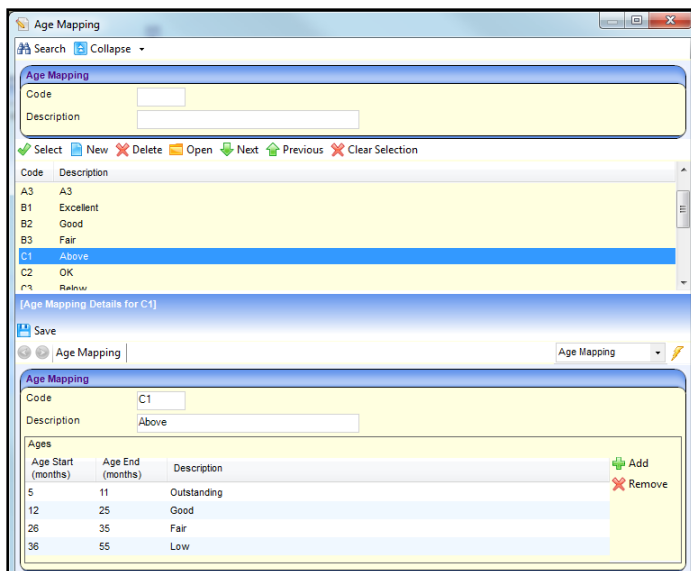 Age Mapping
Search Collapse
Age Mapping
Code
Description
Select New Delete Open Next Previous Clear Selection
Code Description
A3 A3
B1 Excellent
B2 Good
B3 Fair
C1 Above
C2 OK
C3 Below
[Age Mapping Details for C1]
Save
Age Mapping Age Mapping
Age Mapping
Code C1
Description Above
Ages
Age Start (months) Age End (months) Description
Add
Remove
5 11 Outstanding
12 25 Good
26 35 Fair
36 55 Low